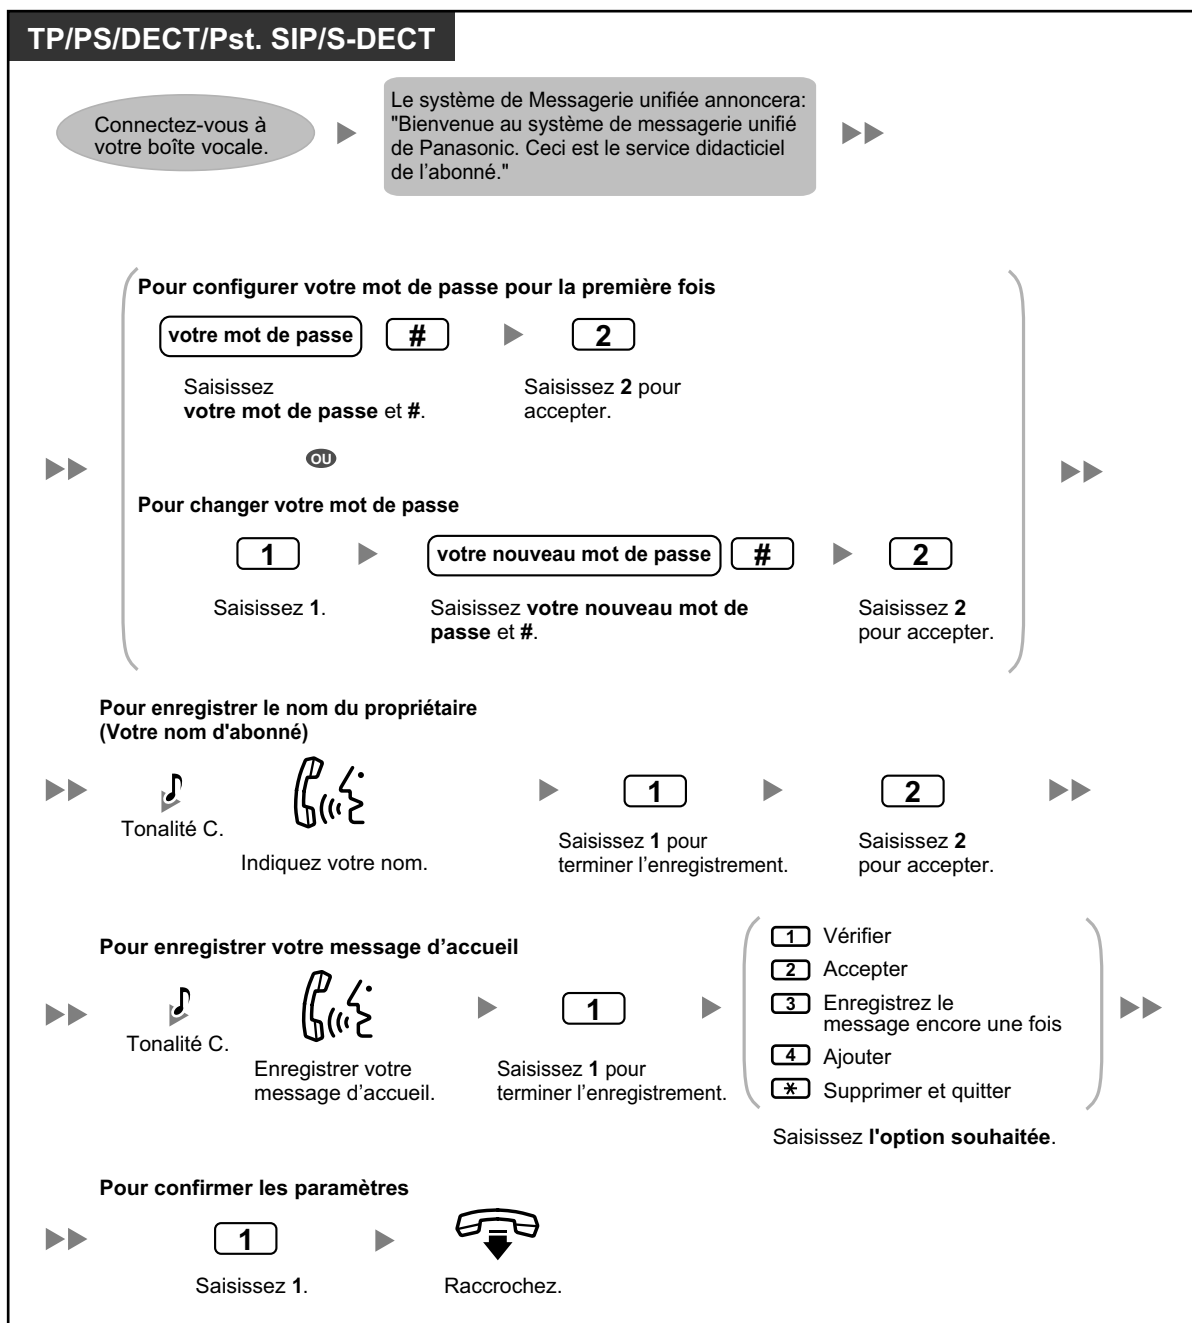 TP/PS/DECT/Pst. SIP/S-DECT
Connectez-vous à
votre boîte vocale.
Le système de Messagerie unifiée annoncera:
"Bienvenue au système de messagerie unifié
de Panasonic. Ceci est le service didacticiel
de l'abonné."
Pour configurer votre mot de passe pour la première fois
votre mot de passe # 2
Saisissez
votre mot de passe et #.
Saisissez 2 pour
accepter.
OU
Pour changer votre mot de passe
1 votre nouveau mot de passe # 2
Saisissez 1.
Saisissez votre nouveau mot de
passe et #.
Saisissez 2
pour accepter.
Pour enregistrer le nom du propriétaire
(Votre nom d'abonné)
1 2
Tonalité C.
Indiquez votre nom.
Saisissez 1 pour
terminer l'enregistrement.
Saisissez 2
pour accepter.
Pour enregistrer votre message d'accueil
Tonalité C.
Enregistrer votre
message d'accueil.
1
Saisissez 1 pour
terminer l'enregistrement.
1 Vérifier
2 Accepter
3 Enregistrez le
message encore une fois
4 Ajouter
* Supprimer et quitter
Saisissez l'option souhaitée.
Pour confirmer les paramètres
1
Saisissez 1.
Raccrochez.